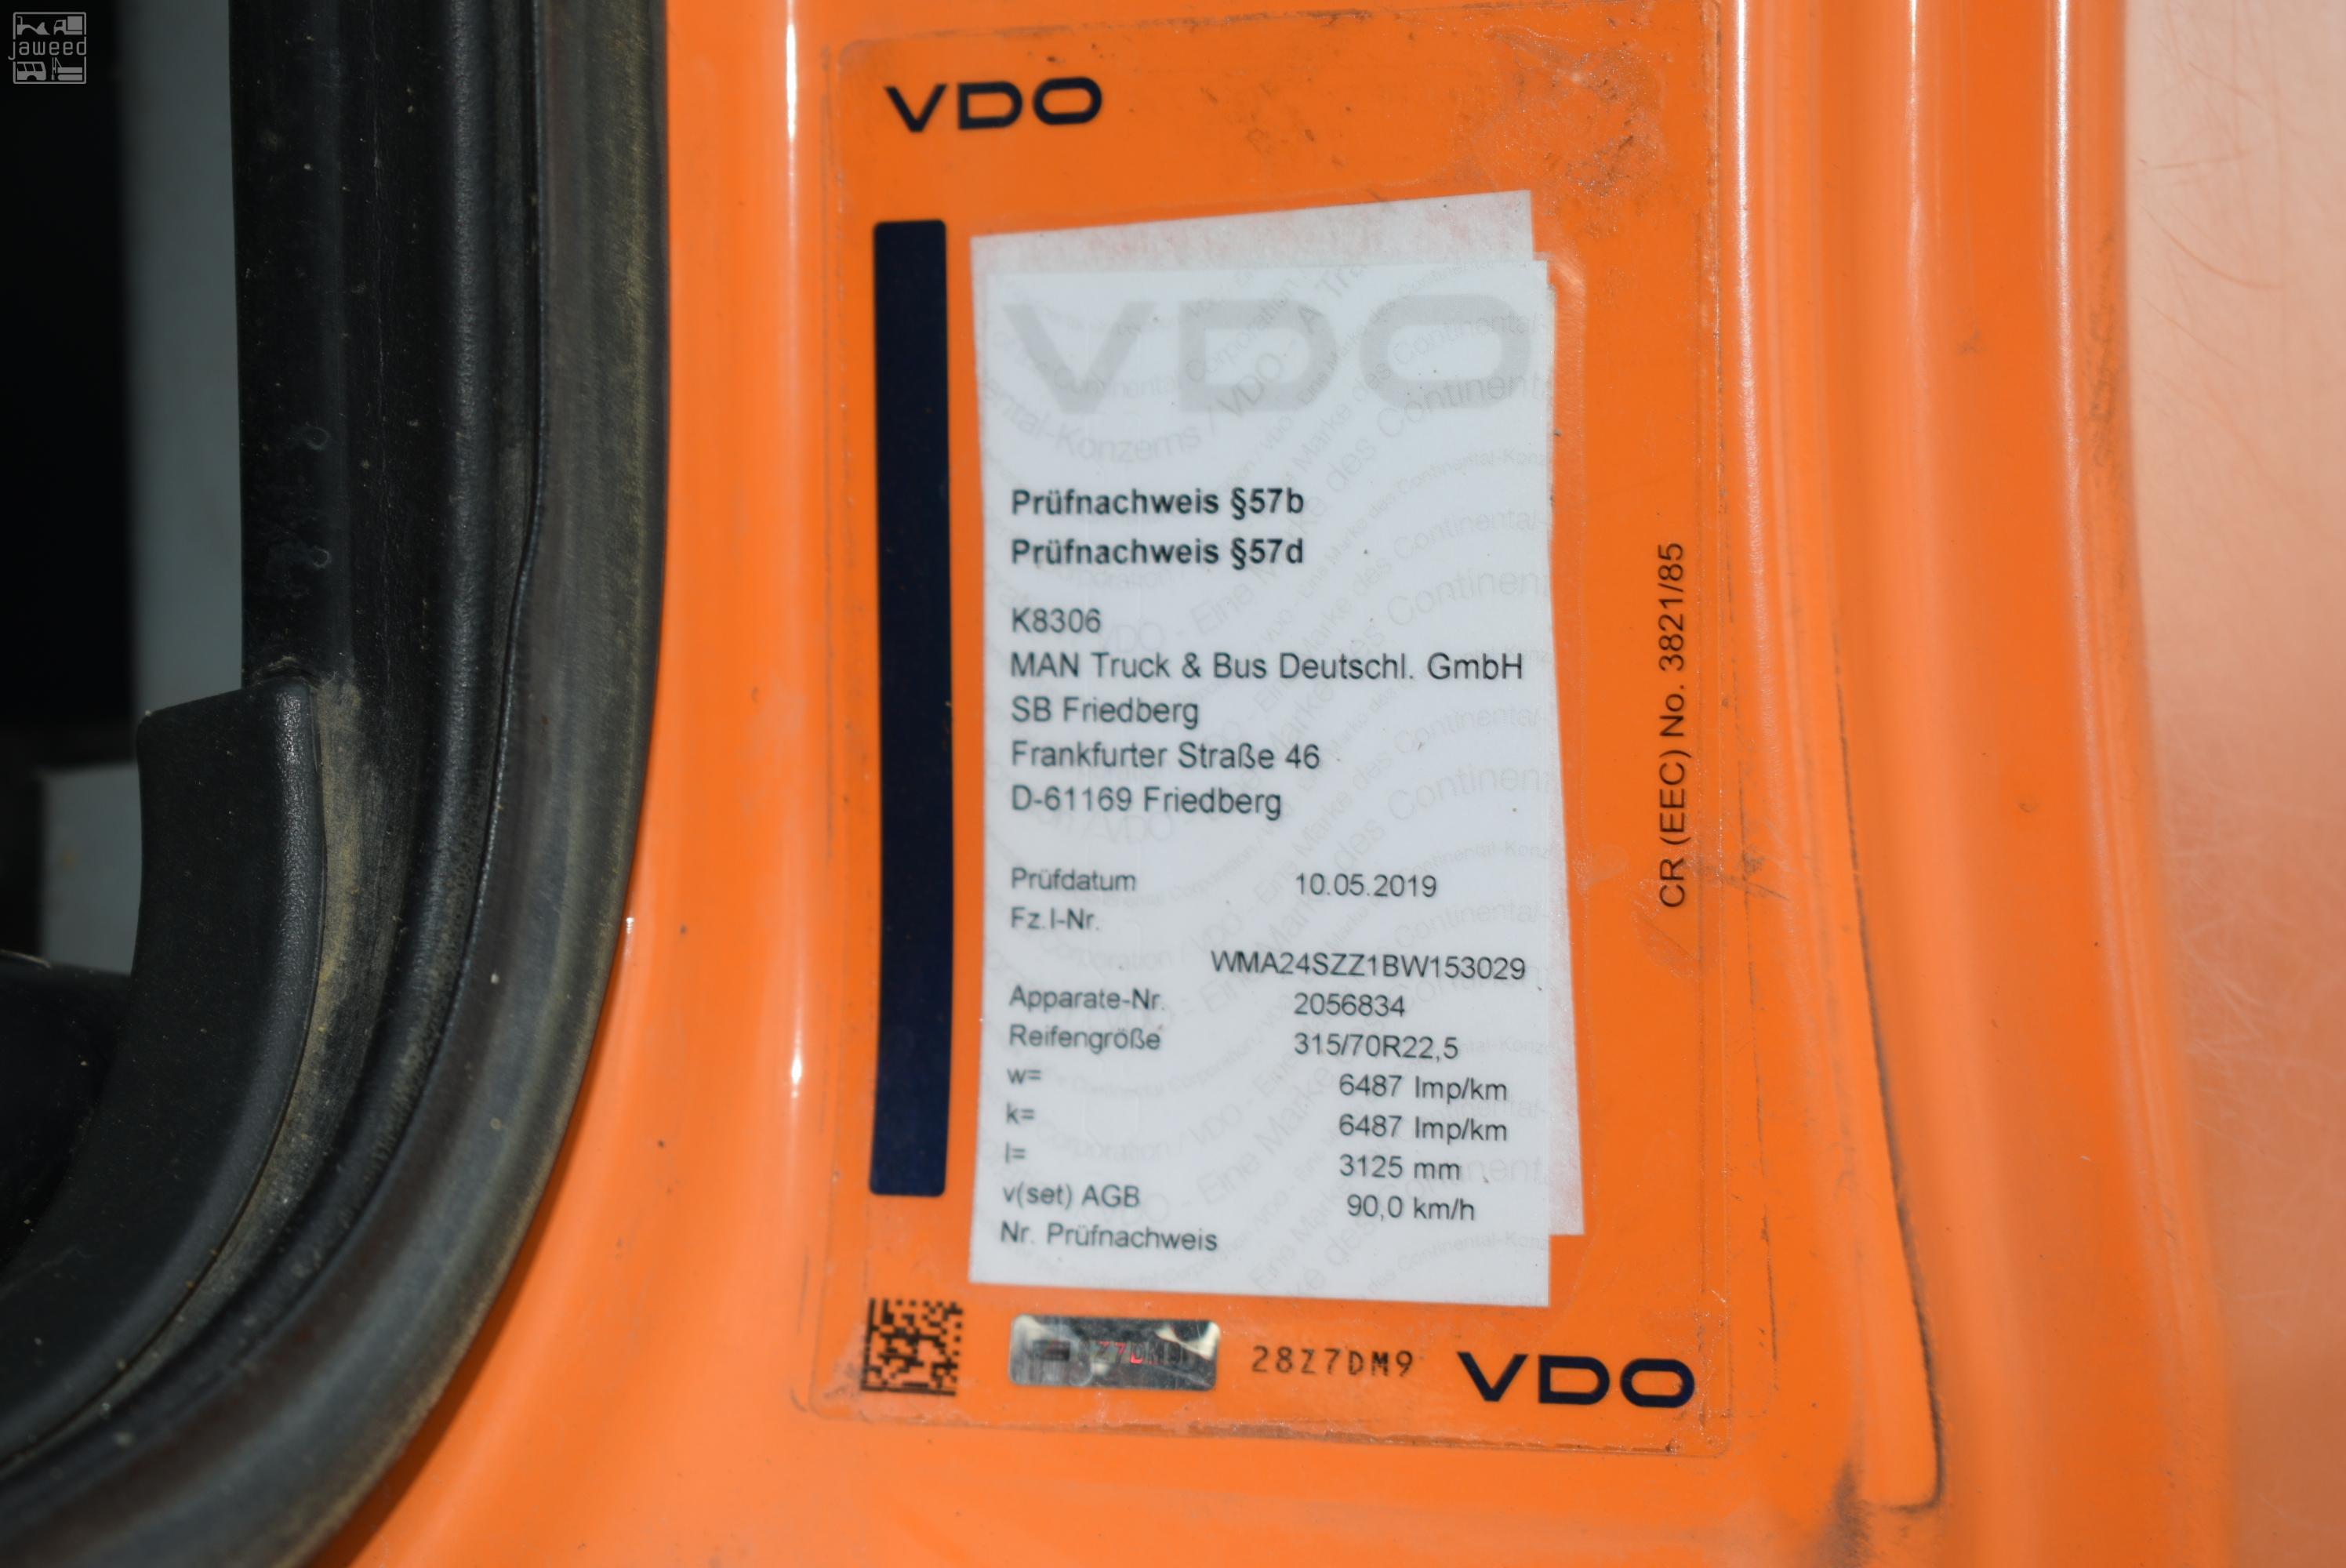 jaweed
VDO
VDO
Prüfnachweis §57b
Prüfnachweis §57d
K8306
MAN Truck & Bus Deutschl. GmbH
SB Friedberg
Frankfurter Straße 46
D-61169 Friedberg
Prüfdatum 10.05.2019
Fz.I-Nr.
WMA24SZZ1BW153029
Apparate-Nr. 2056834
Reifengröße 315/70R22,5
w= 6487 Imp/km
k= 6487 Imp/km
l= 3125 mm
v(set) AGB 90,0 km/h
Nr. Prüfnachweis
CR (EEC) No. 3821/85
28Z7DM9
VDO